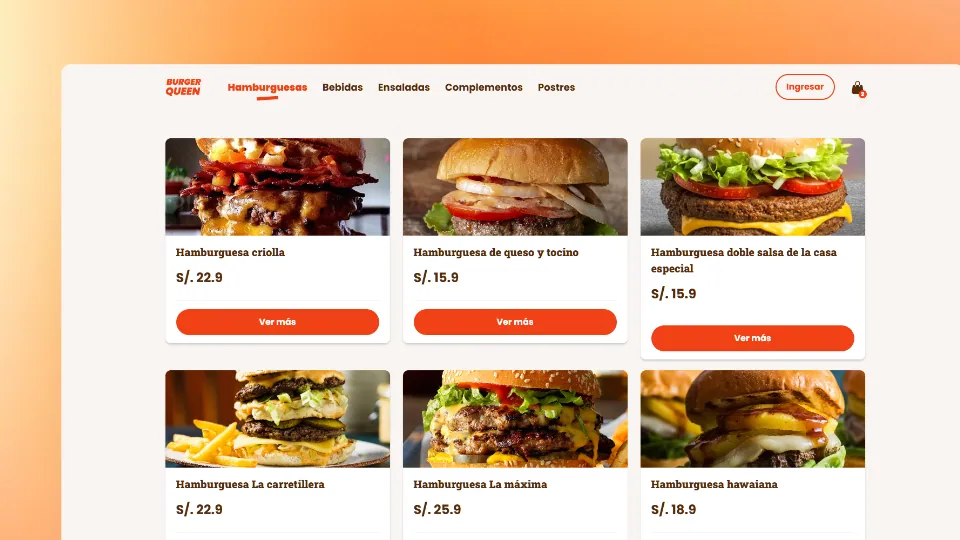 BURGER
QUEEN
Hamburguesas Bebidas Ensaladas Complementos Postres
Ingresar
Hamburguesa criolla
S/. 22.9
Ver más
Hamburguesa de queso y tocino
S/. 15.9
Ver más
Hamburguesa doble salsa de la casa
especial
S/. 15.9
Ver más
Hamburguesa La carretillera
S/. 22.9
Hamburguesa La máxima
S/. 25.9
Hamburguesa hawaiana
S/. 18.9